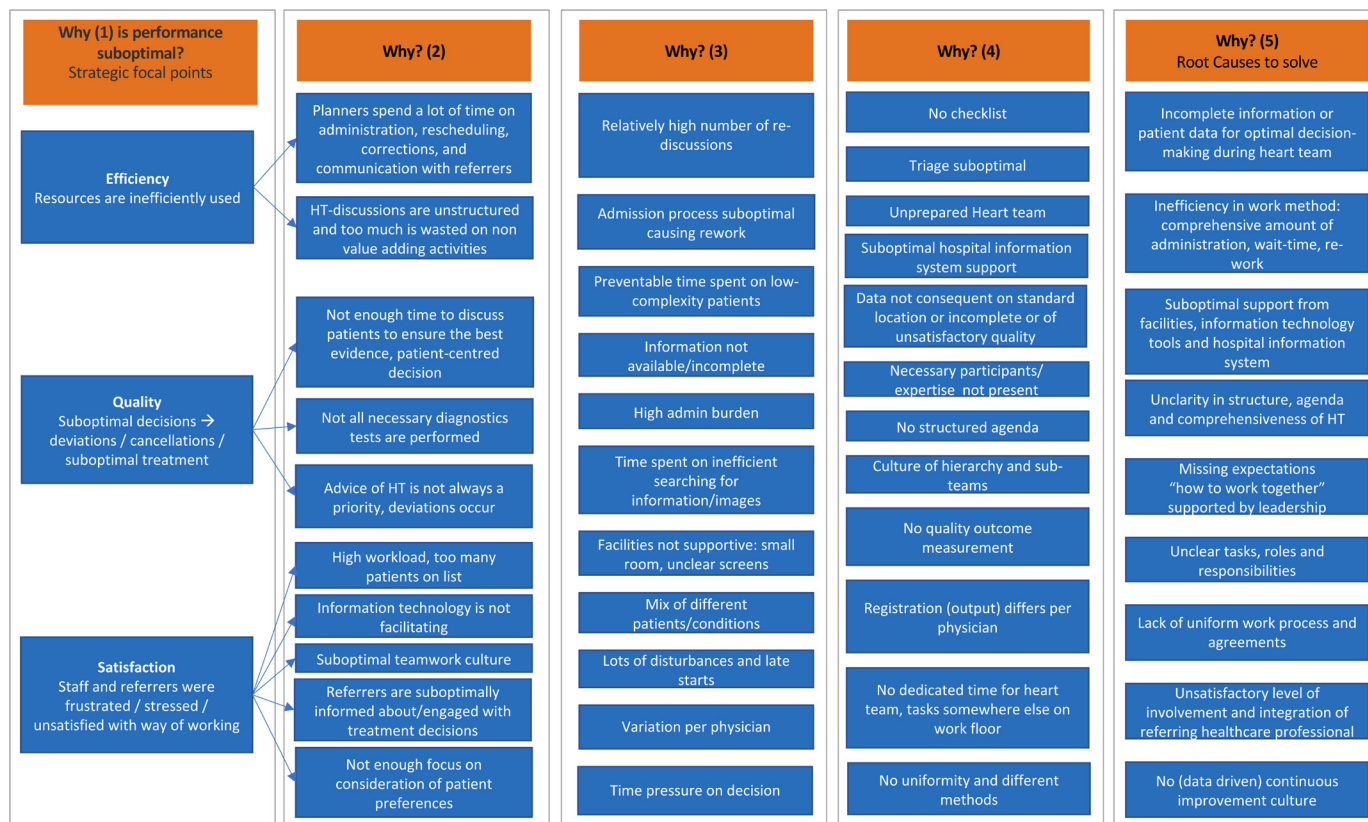 Why (1) is performance
suboptimal?
Strategic focal points
Efficiency
Resources are inefficiently used
Quality
Suboptimal decisions →
deviations / cancellations /
suboptimal treatment
Satisfaction
Staff and referrers were
frustrated / stressed /
unsatisfied with way of working
Why? (2)
Planners spend a lot of time on
administration, rescheduling,
corrections, and
communication with referrers
HT-discussions are unstructured
and too much is wasted on non
value adding activities
Not enough time to discuss
patients to ensure the best
evidence, patient-centred
decision
Not all necessary diagnostics
tests are performed
Advice of HT is not always a
priority, deviations occur
High workload, too many
patients on list
Information technology is not
facilitating
Suboptimal teamwork culture
Referrers are suboptimally
informed about/engaged with
treatment decisions
Not enough focus on
consideration of patient
preferences
Why? (3)
Relatively high number of re-
discussions
Admission process suboptimal
causing rework
Preventable time spent on low-
complexity patients
Information not
available/incomplete
High admin burden
Time spent on inefficient
searching for
information/images
Facilities not supportive: small
room, unclear screens
Mix of different
patients/conditions
Lots of disturbances and late
starts
Variation per physician
Time pressure on decision
Why? (4)
No checklist
Triage suboptimal
Unprepared Heart team
Suboptimal hospital information
system support
Data not consequent on standard
location or incomplete or of
unsatisfactory quality
Necessary participants/
expertise not present
No structured agenda
Culture of hierarchy and sub-
teams
No quality outcome
measurement
Registration (output) differs per
physician
No dedicated time for heart
team, tasks somewhere else on
work floor
No uniformity and different
methods
Why? (5)
Root Causes to solve
Incomplete information or
patient data for optimal decision-
making during heart team
Inefficiency in work method:
comprehensive amount of
administration, wait-time, re-
work
Suboptimal support from
facilities, information technology
tools and hospital information
system
Unclarity in structure, agenda
and comprehensiveness of HT
Missing expectations
“how to work together”
supported by leadership
Unclear tasks, roles and
responsibilities
Lack of uniform work process and
agreements
Unsatisfactory level of
involvement and integration of
referring healthcare professional
No (data driven) continuous
improvement culture